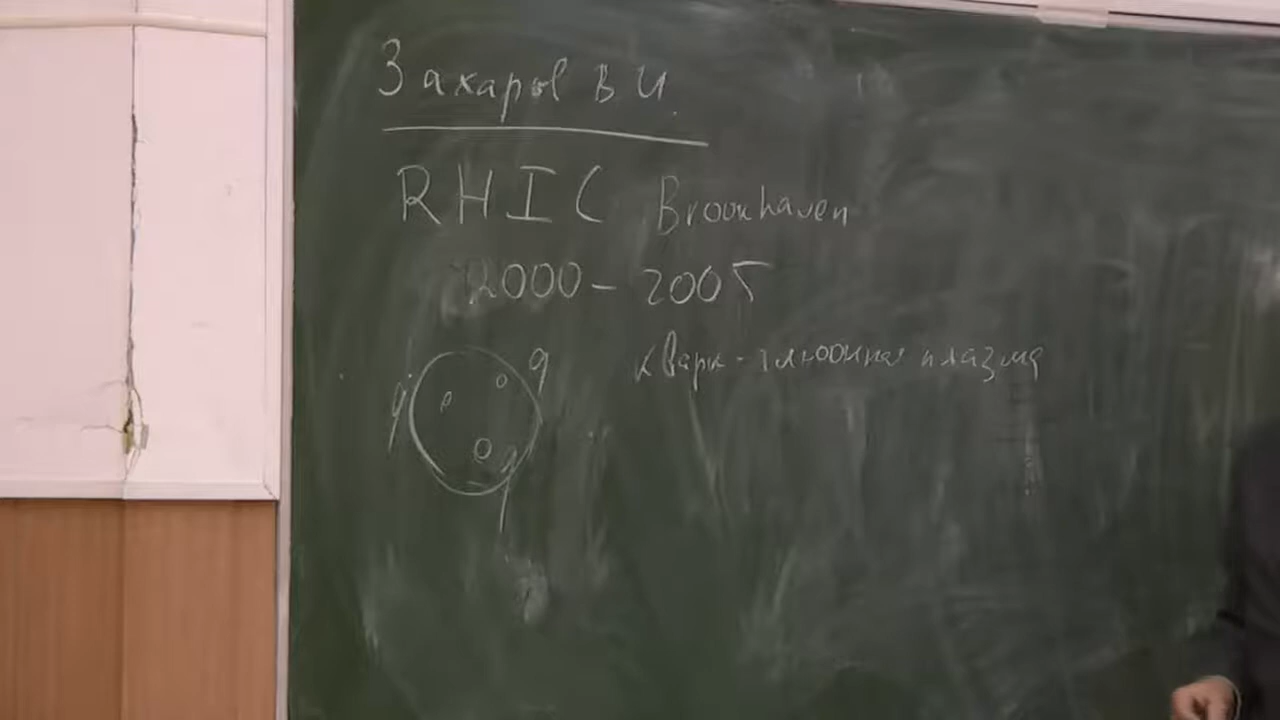 Захаров В И.
RHIC Brookhaven
2000 - 2005
q q кварк - глюонная плазма
q